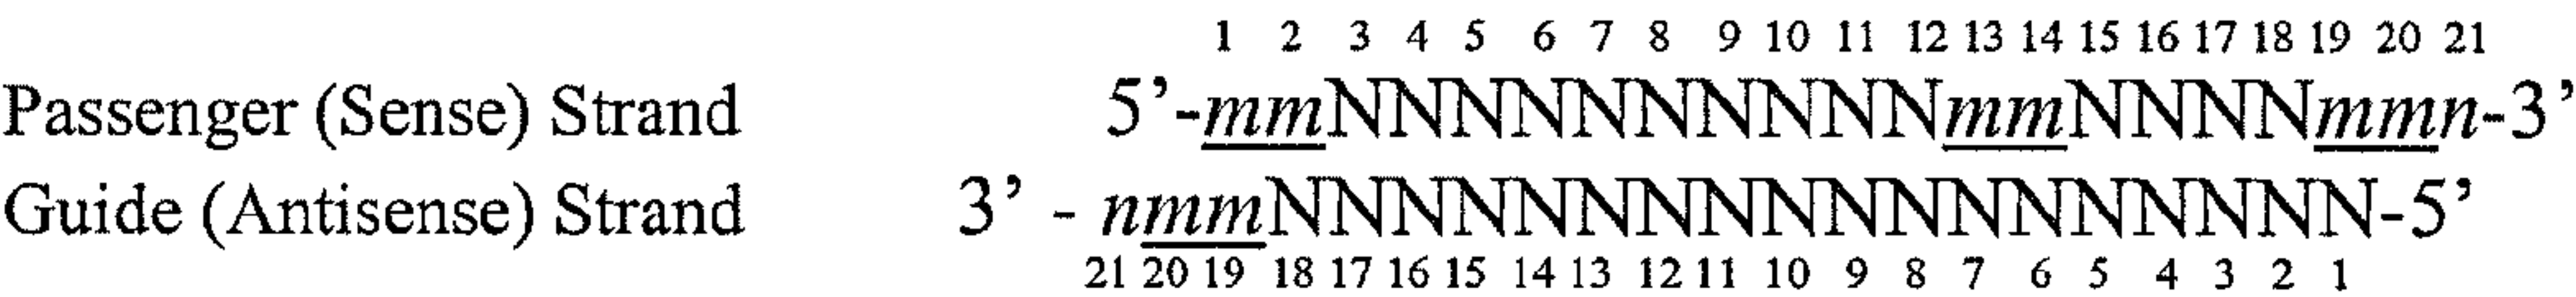 1 2 3 4 5 6 7 8 9 10 11 12 13 14 15 16 17 18 19 20 21
Passenger (Sense) Strand 5’-mmNNNNNNNNNNmmNNNNmmn-3’
Guide (Antisense) Strand 3’ - nmmNNNNNNNNNNNNNNNNNN-5’
21 20 19 18 17 16 15 14 13 12 11 10 9 8 7 6 5 4 3 2 1